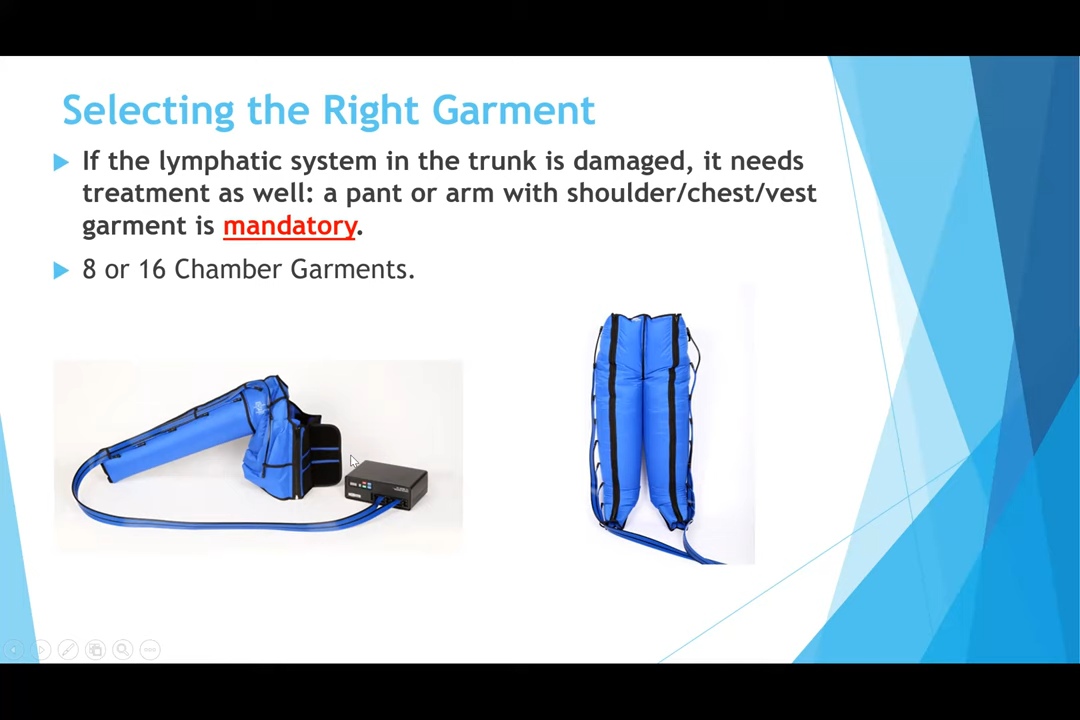 Selecting the Right Garment
If the lymphatic system in the trunk is damaged, it needs
treatment as well: a pant or arm with shoulder/chest/vest
garment is mandatory.
8 or 16 Chamber Garments.